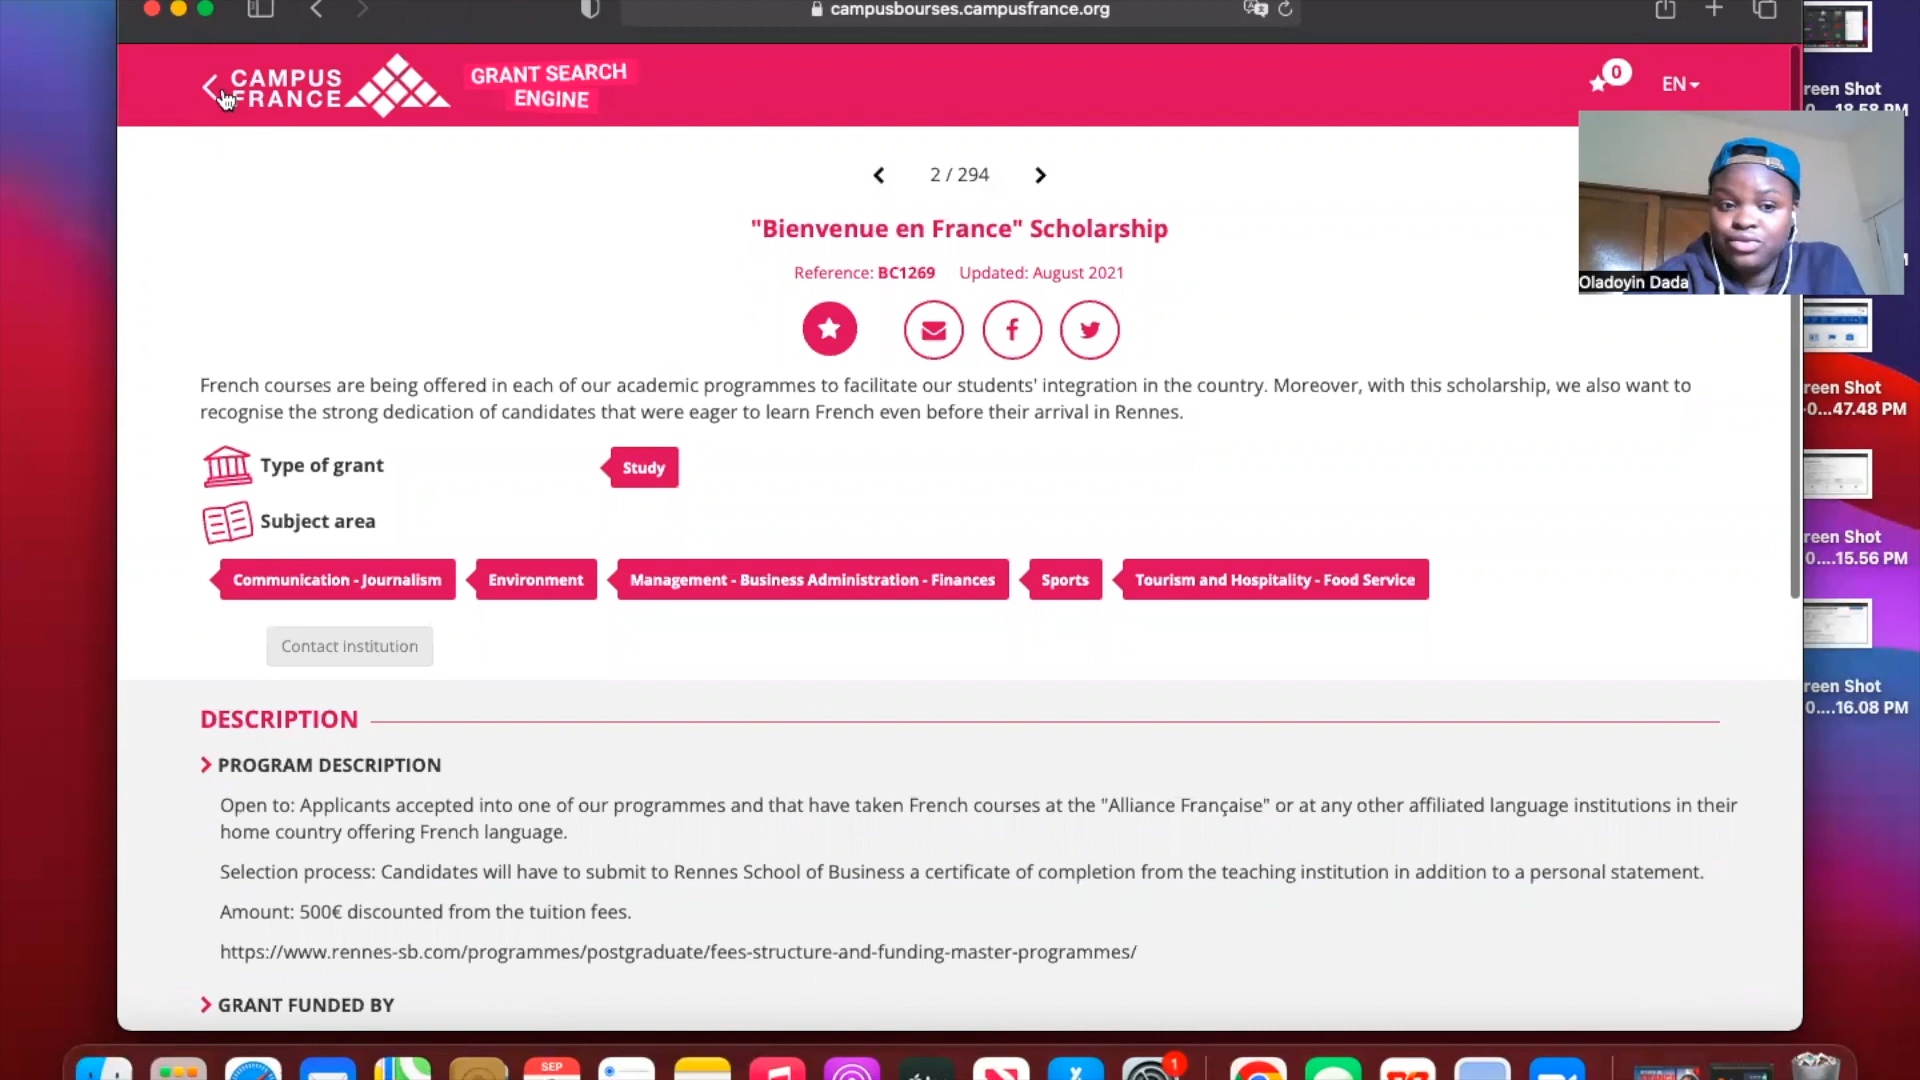 campusbourses.campusfrance.org
CAMPUS
FRANCE
GRANT SEARCH
ENGINE
0
EN
reen Shot
0...18.58 PM
2 / 294
"Bienvenue en France" Scholarship
Reference: BC1269 Updated: August 2021
Oladoyin Dada
French courses are being offered in each of our academic programmes to facilitate our students' integration in the country. Moreover, with this scholarship, we also want to
recognise the strong dedication of candidates that were eager to learn French even before their arrival in Rennes.
reen Shot
0...47.48 PM
Type of grant
Study
Subject area
reen Shot
0....15.56 PM
Communication - Journalism
Environment
Management - Business Administration - Finances
Sports
Tourism and Hospitality - Food Service
Contact institution
reen Shot
0....16.08 PM
DESCRIPTION
PROGRAM DESCRIPTION
Open to: Applicants accepted into one of our programmes and that have taken French courses at the "Alliance Française" or at any other affiliated language institutions in their
home country offering French language.
Selection process: Candidates will have to submit to Rennes School of Business a certificate of completion from the teaching institution in addition to a personal statement.
Amount: 500€ discounted from the tuition fees.
https://www.rennes-sb.com/programmes/postgraduate/fees-structure-and-funding-master-programmes/
GRANT FUNDED BY
SEP
1